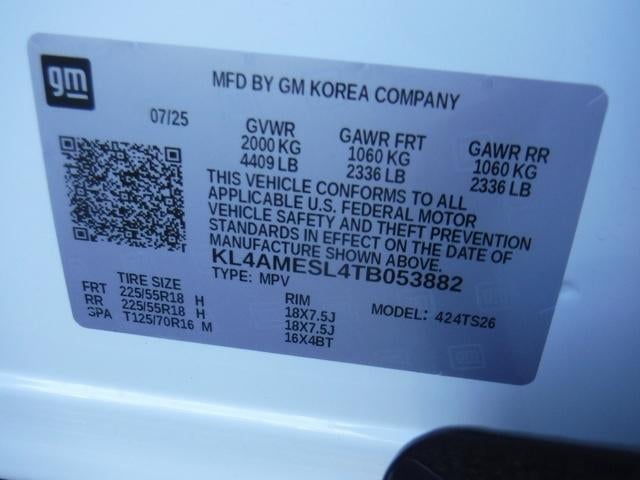 gm
MFD BY GM KOREA COMPANY
07/25
GVWR GAWR FRT GAWR RR
2000 KG 1060 KG 1060 KG
4409 LB 2336 LB 2336 LB
THIS VEHICLE CONFORMS TO ALL
APPLICABLE U.S. FEDERAL MOTOR
VEHICLE SAFETY AND THEFT PREVENTION
STANDARDS IN EFFECT ON THE DATE OF
MANUFACTURE SHOWN ABOVE.
KL4AMESL4TB053882
TYPE: MPV
TIRE SIZE RIM MODEL: 424TS26
FRT 225/55R18 H 18X7.5J
RR 225/55R18 H 18X7.5J
SPA T125/70R16 M 16X4BT